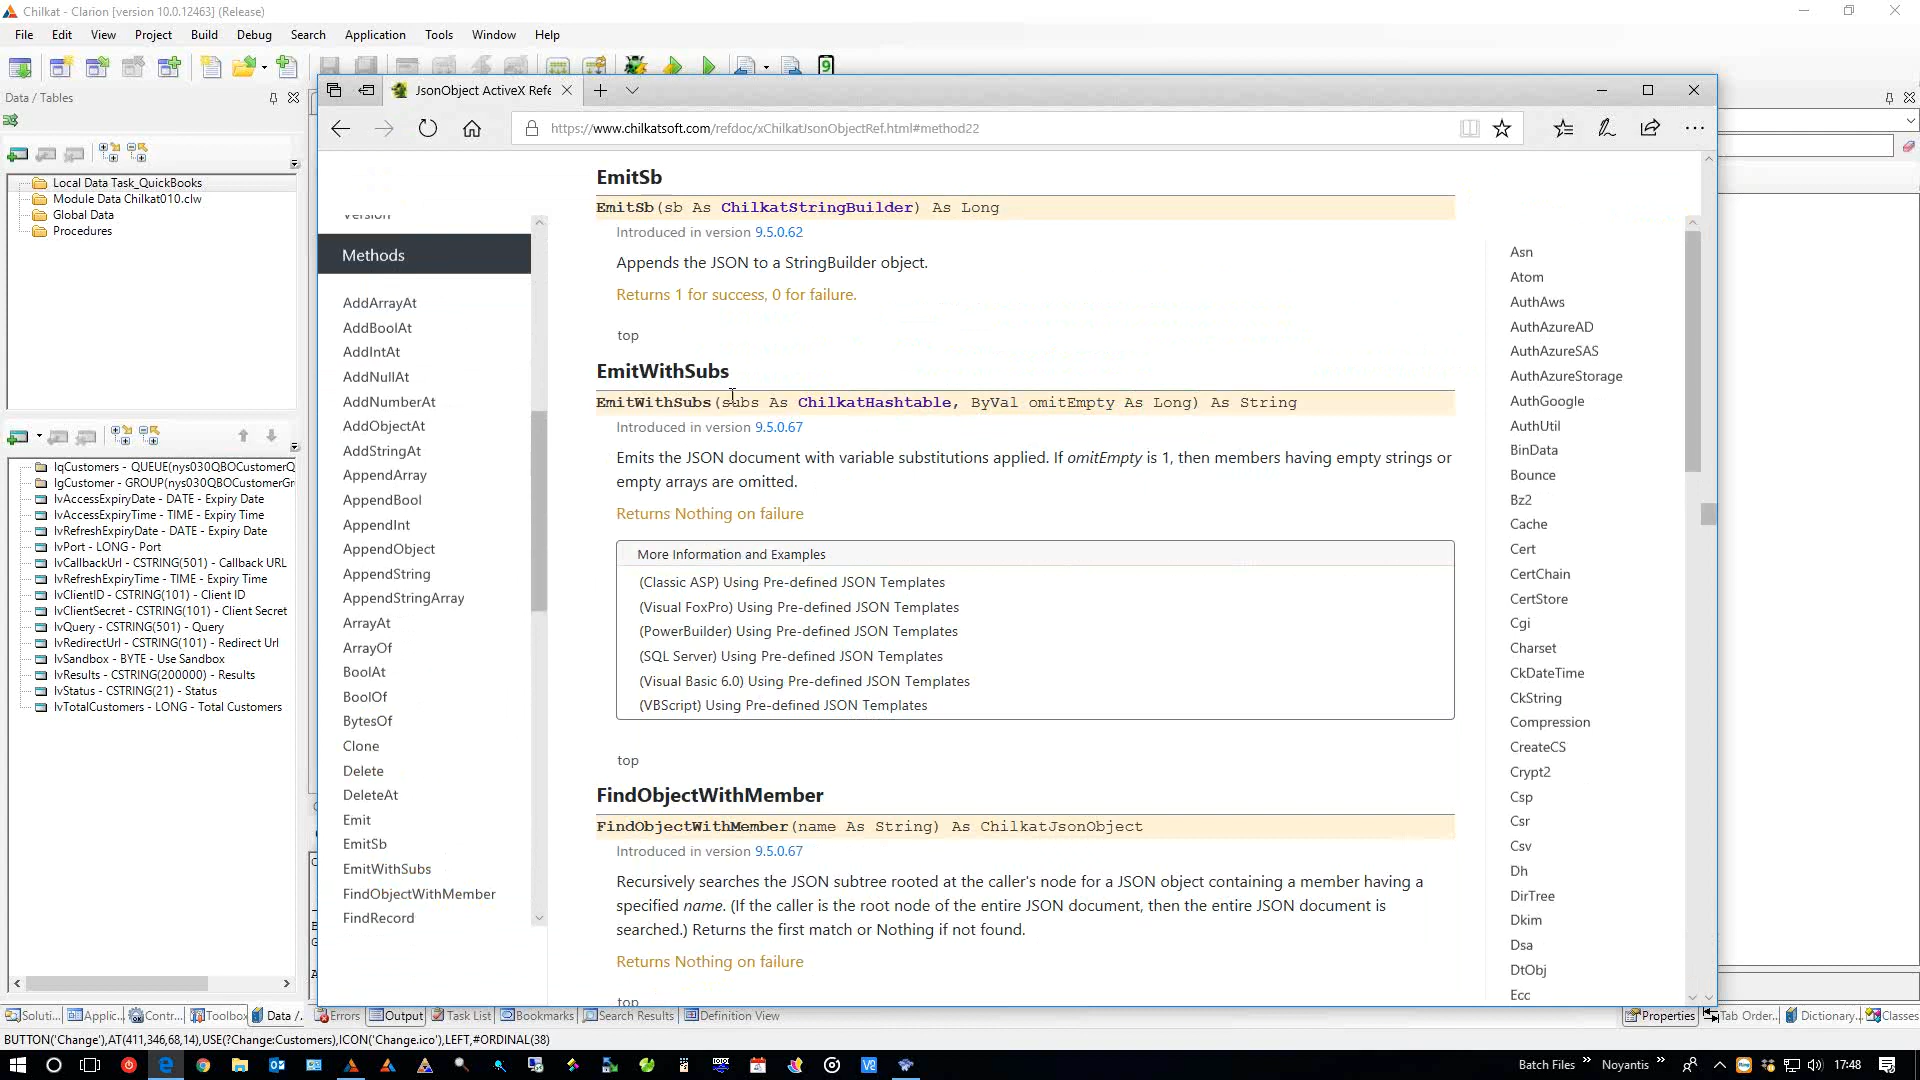 Chilkat - Clarion [version 10.0.12463] (Release)
File Edit View Project Build Debug Search Application Tools Window Help
Data / Tables
JsonObject ActiveX Refe
https://www.chilkatsoft.com/refdoc/xChilkatJsonObjectRef.html#method22
Local Data Task_QuickBooks
Module Data Chilkat010.clw
Global Data
Procedures
lqCustomers - QUEUE(nys030QBOCustomerQ
lgCustomer - GROUP(nys030QBOCustomerGr
lvAccessExpiryDate - DATE - Expiry Date
lvAccessExpiryTime - TIME - Expiry Time
lvRefreshExpiryDate - DATE - Expiry Date
lvPort - LONG - Port
lvCallbackUrl - CSTRING(501) - Callback URL
lvRefreshExpiryTime - TIME - Expiry Time
lvClientID - CSTRING(101) - Client ID
lvClientSecret - CSTRING(101) - Client Secret
lvQuery - CSTRING(501) - Query
lvRedirectUrl - CSTRING(101) - Redirect Url
lvSandbox - BYTE - Use Sandbox
lvResults - CSTRING(200000) - Results
lvStatus - CSTRING(21) - Status
lvTotalCustomers - LONG - Total Customers
Version
Methods
AddArrayAt
AddBoolAt
AddIntAt
AddNullAt
AddNumberAt
AddObjectAt
AddStringAt
AppendArray
AppendBool
AppendInt
AppendObject
AppendString
AppendStringArray
ArrayAt
ArrayOf
BoolAt
BoolOf
BytesOf
Clone
Delete
DeleteAt
Emit
EmitSb
EmitWithSubs
FindObjectWithMember
FindRecord
EmitSb
EmitSb(sb As ChilkatStringBuilder) As Long
Introduced in version 9.5.0.62
Appends the JSON to a StringBuilder object.
Returns 1 for success, 0 for failure.
top
EmitWithSubs
EmitWithSubs(subs As ChilkatHashtable, ByVal omitEmpty As Long) As String
Introduced in version 9.5.0.67
Emits the JSON document with variable substitutions applied. If omitEmpty is 1, then members having empty strings or
empty arrays are omitted.
Returns Nothing on failure
More Information and Examples
(Classic ASP) Using Pre-defined JSON Templates
(Visual FoxPro) Using Pre-defined JSON Templates
(PowerBuilder) Using Pre-defined JSON Templates
(SQL Server) Using Pre-defined JSON Templates
(Visual Basic 6.0) Using Pre-defined JSON Templates
(VBScript) Using Pre-defined JSON Templates
top
FindObjectWithMember
FindObjectWithMember(name As String) As ChilkatJsonObject
Introduced in version 9.5.0.67
Recursively searches the JSON subtree rooted at the caller's node for a JSON object containing a member having a
specified name. (If the caller is the root node of the entire JSON document, then the entire JSON document is
searched.) Returns the first match or Nothing if not found.
Returns Nothing on failure
top
Asn
Atom
AuthAws
AuthAzureAD
AuthAzureSAS
AuthAzureStorage
AuthGoogle
AuthUtil
BinData
Bounce
Bz2
Cache
Cert
CertChain
CertStore
Cgi
Charset
CkDateTime
CkString
Compression
CreateCS
Crypt2
Csp
Csr
Csv
Dh
DirTree
Dkim
Dsa
DtObj
Ecc
Soluti... Applic... Contr... Toolbox Data /... Errors Output Task List Bookmarks Search Results Definition View Properties Tab Order... Dictionary... Classes
BUTTON('Change'),AT(411,346,68,14),USE(?Change:Customers),ICON('Change.ico'),LEFT,#ORDINAL(38)
Batch Files Noyantis 17:48